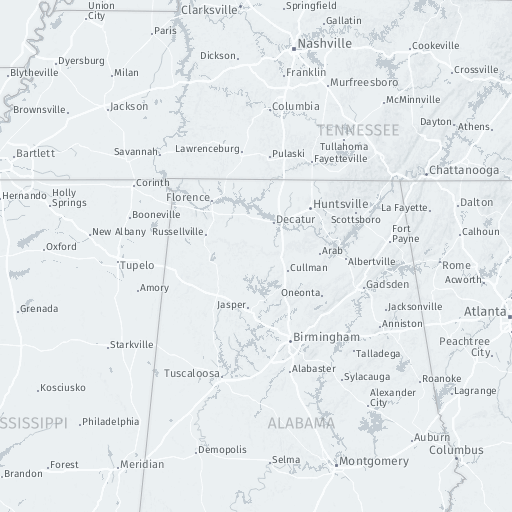 Union
City
Clarksville
Springfield
Gallatin
Paris
Nashville
Cookeville
Dickson
Dyersburg
Blytheville
Milan
Franklin
Murfreesboro
Crossville
Brownsville
Jackson
Columbia
McMinnville
TENNESSEE
Dayton
Athens
Bartlett
Savannah
Lawrenceburg
Pulaski
Tullahoma
Fayetteville
Chattanooga
Corinth
Hernando
Holly
Springs
Florence
Huntsville
La Fayette
Dalton
Booneville
Decatur
Scottsboro
New Albany
Russellville
Fort
Payne
Calhoun
Oxford
Arab
Albertville
Tupelo
Cullman
Rome
Amory
Oneonta
Gadsden
Acworth
Grenada
Jasper
Jacksonville
Atlanta
Anniston
Birmingham
Peachtree
City
Starkville
Talladega
Tuscaloosa
Alabaster
Sylacauga
Roanoke
Kosciusko
Alexander
City
Lagrange
SSISSIPPI
Philadelphia
ALABAMA
Auburn
Demopolis
Columbus
Brandon
Forest
Meridian
Selma
Montgomery